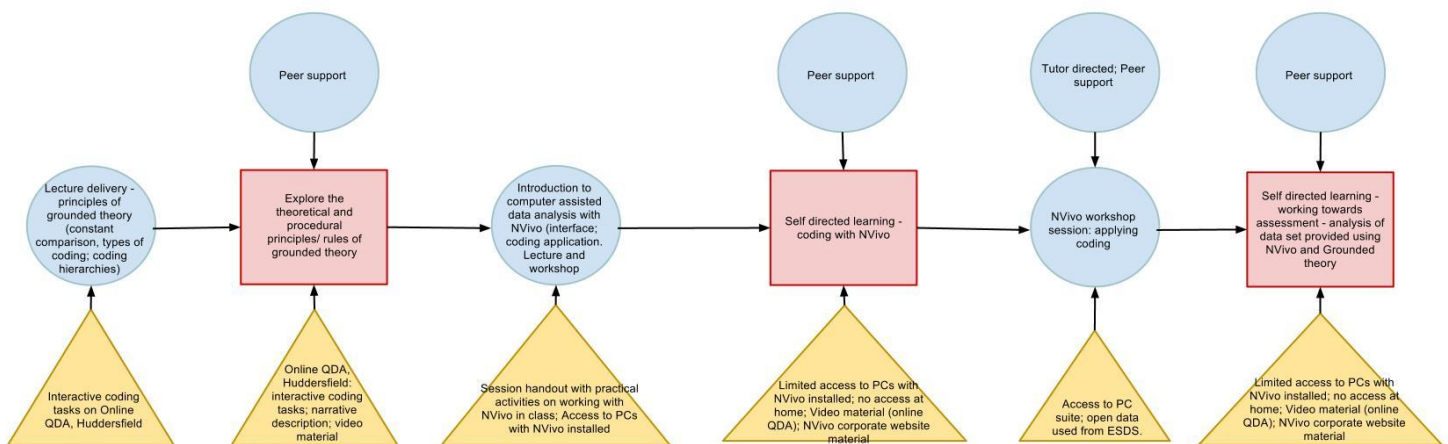 Peer support
Peer support
Tutor directed; Peer
support
Peer support
Lecture delivery -
principles of
grounded theory
(constant
comparison, types of
coding; coding
hierarchies)
Explore the
theoretical and
procedural
principles/ rules of
grounded theory
Introduction to
computer assisted
data analysis with
NVivo (interface;
coding application.
Lecture and
workshop
Self directed learning -
coding with NVivo
NVivo workshop
session: applying
coding
Self directed learning -
working towards
assessment - analysis of
data set provided using
NVivo and Grounded
theory
Interactive coding
tasks on Online
QDA, Huddersfield
Online QDA,
Huddersfield:
interactive coding
tasks; narrative
description; video
material
Session handout with practical
activities on working with
NVivo in class; Access to PCs
with NVivo installed
Limited access to PCs with
NVivo installed; no access at
home; Video material (online
QDA); NVivo corporate website
material
Access to PC
suite; open data
used from ESDS.
Limited access to PCs with
NVivo installed; no access at
home; Video material (online
QDA); NVivo corporate website
material